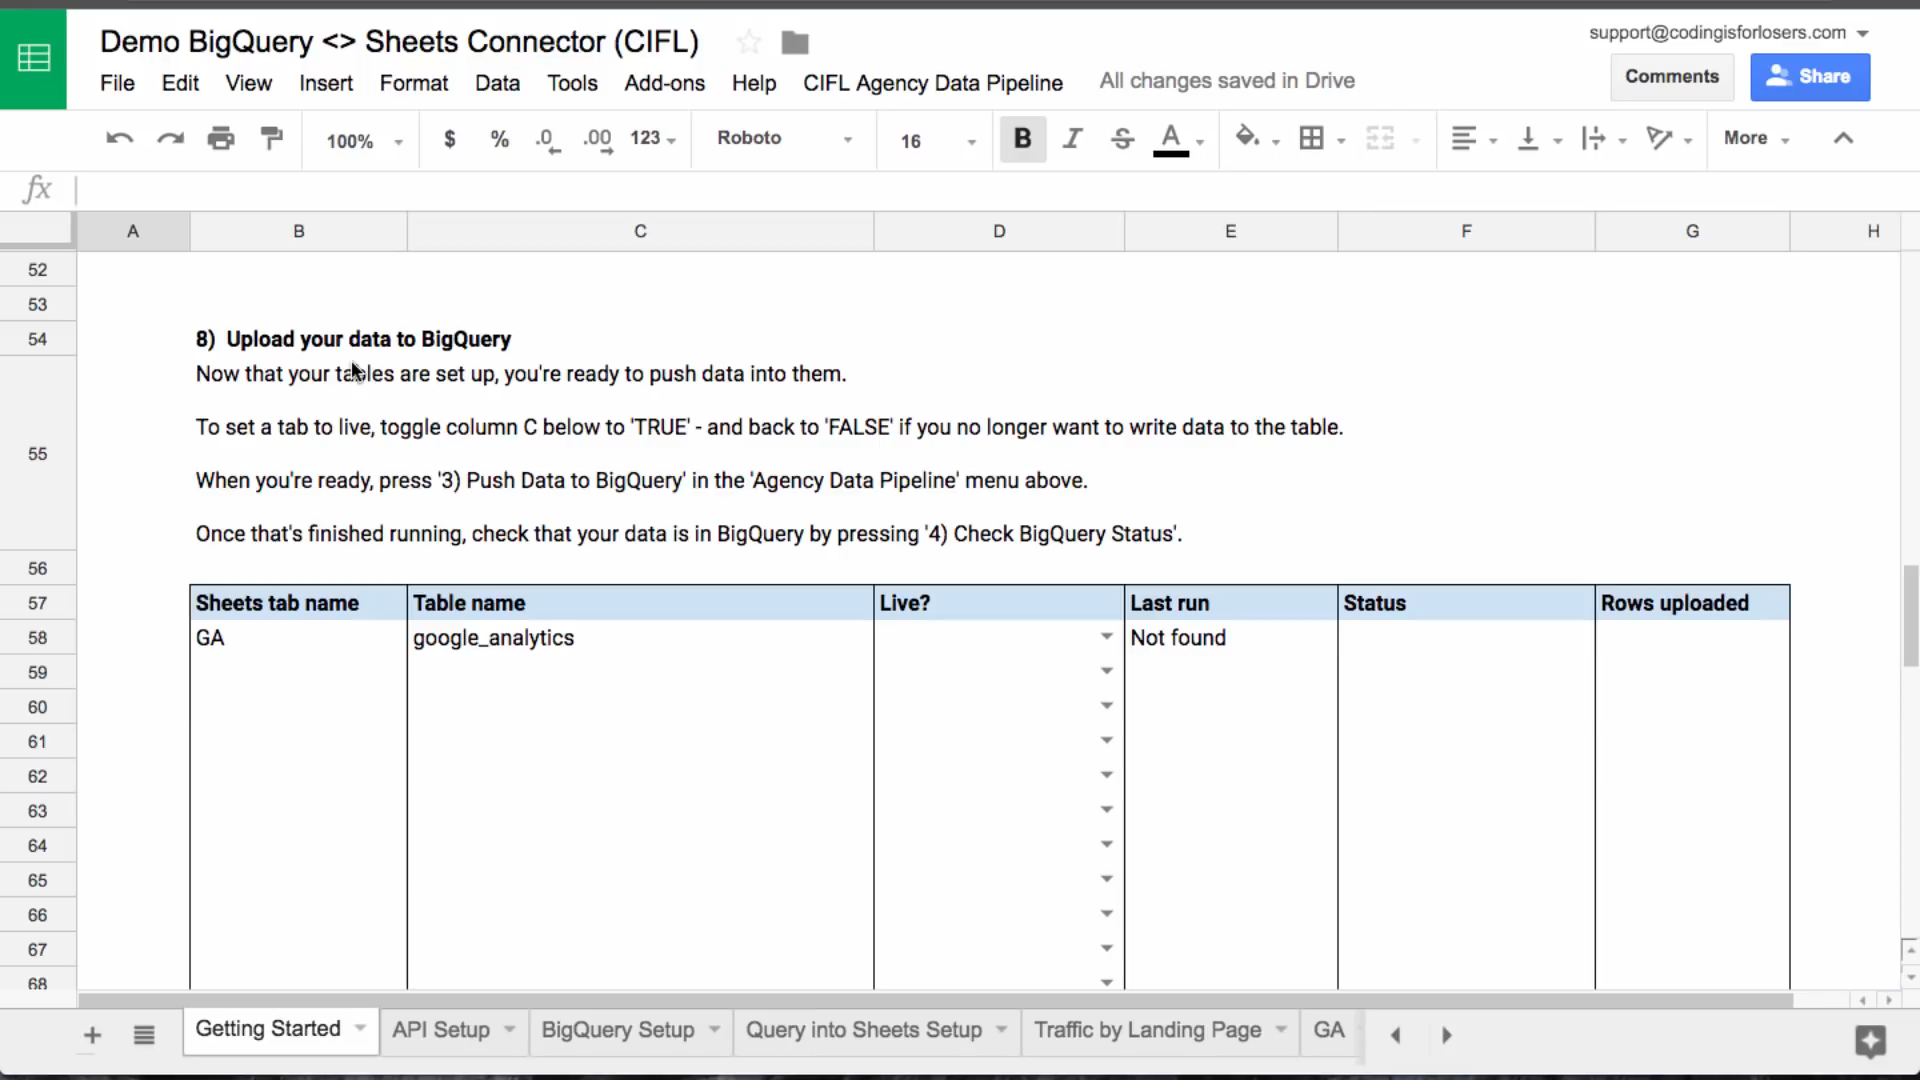 Demo BigQuery <> Sheets Connector (CIFL)
support@codingisforlosers.com
File Edit View Insert Format Data Tools Add-ons Help CIFL Agency Data Pipeline All changes saved in Drive
Comments Share
100% $ % .0 .00 123 Roboto 16 B I S A More
fx
A B C D E F G H
52
53
54 8) Upload your data to BigQuery
Now that your tables are set up, you're ready to push data into them.
To set a tab to live, toggle column C below to 'TRUE' - and back to 'FALSE' if you no longer want to write data to the table.
55
When you're ready, press '3) Push Data to BigQuery' in the 'Agency Data Pipeline' menu above.
Once that's finished running, check that your data is in BigQuery by pressing '4) Check BigQuery Status'.
56
57 Sheets tab name Table name Live? Last run Status Rows uploaded
58 GA google_analytics Not found
59
60
61
62
63
64
65
66
67
68
Getting Started API Setup BigQuery Setup Query into Sheets Setup Traffic by Landing Page GA